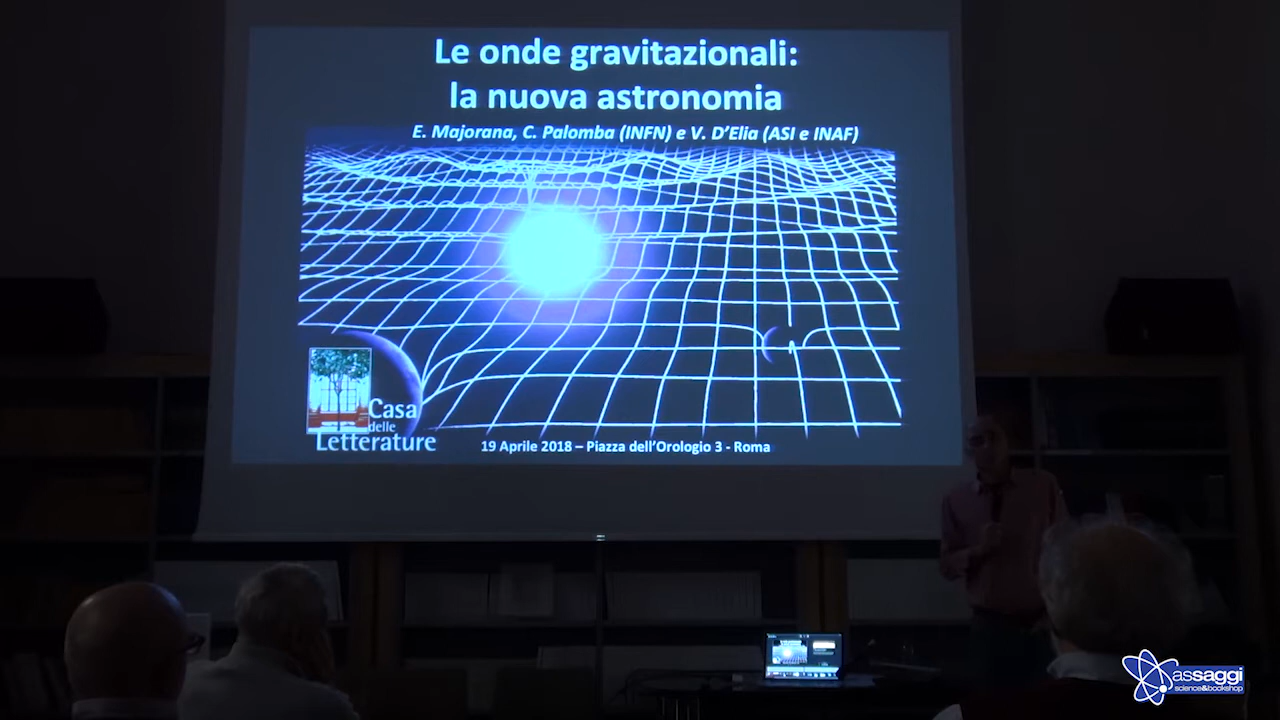 Le onde gravitazionali:
la nuova astronomia
E. Majorana, C. Palomba (INFN) e V. D'Elia (ASI e INAF)
Casa
delle
Letterature
19 Aprile 2018 – Piazza dell'Orologio 3 - Roma
assaggi
science&bookshop